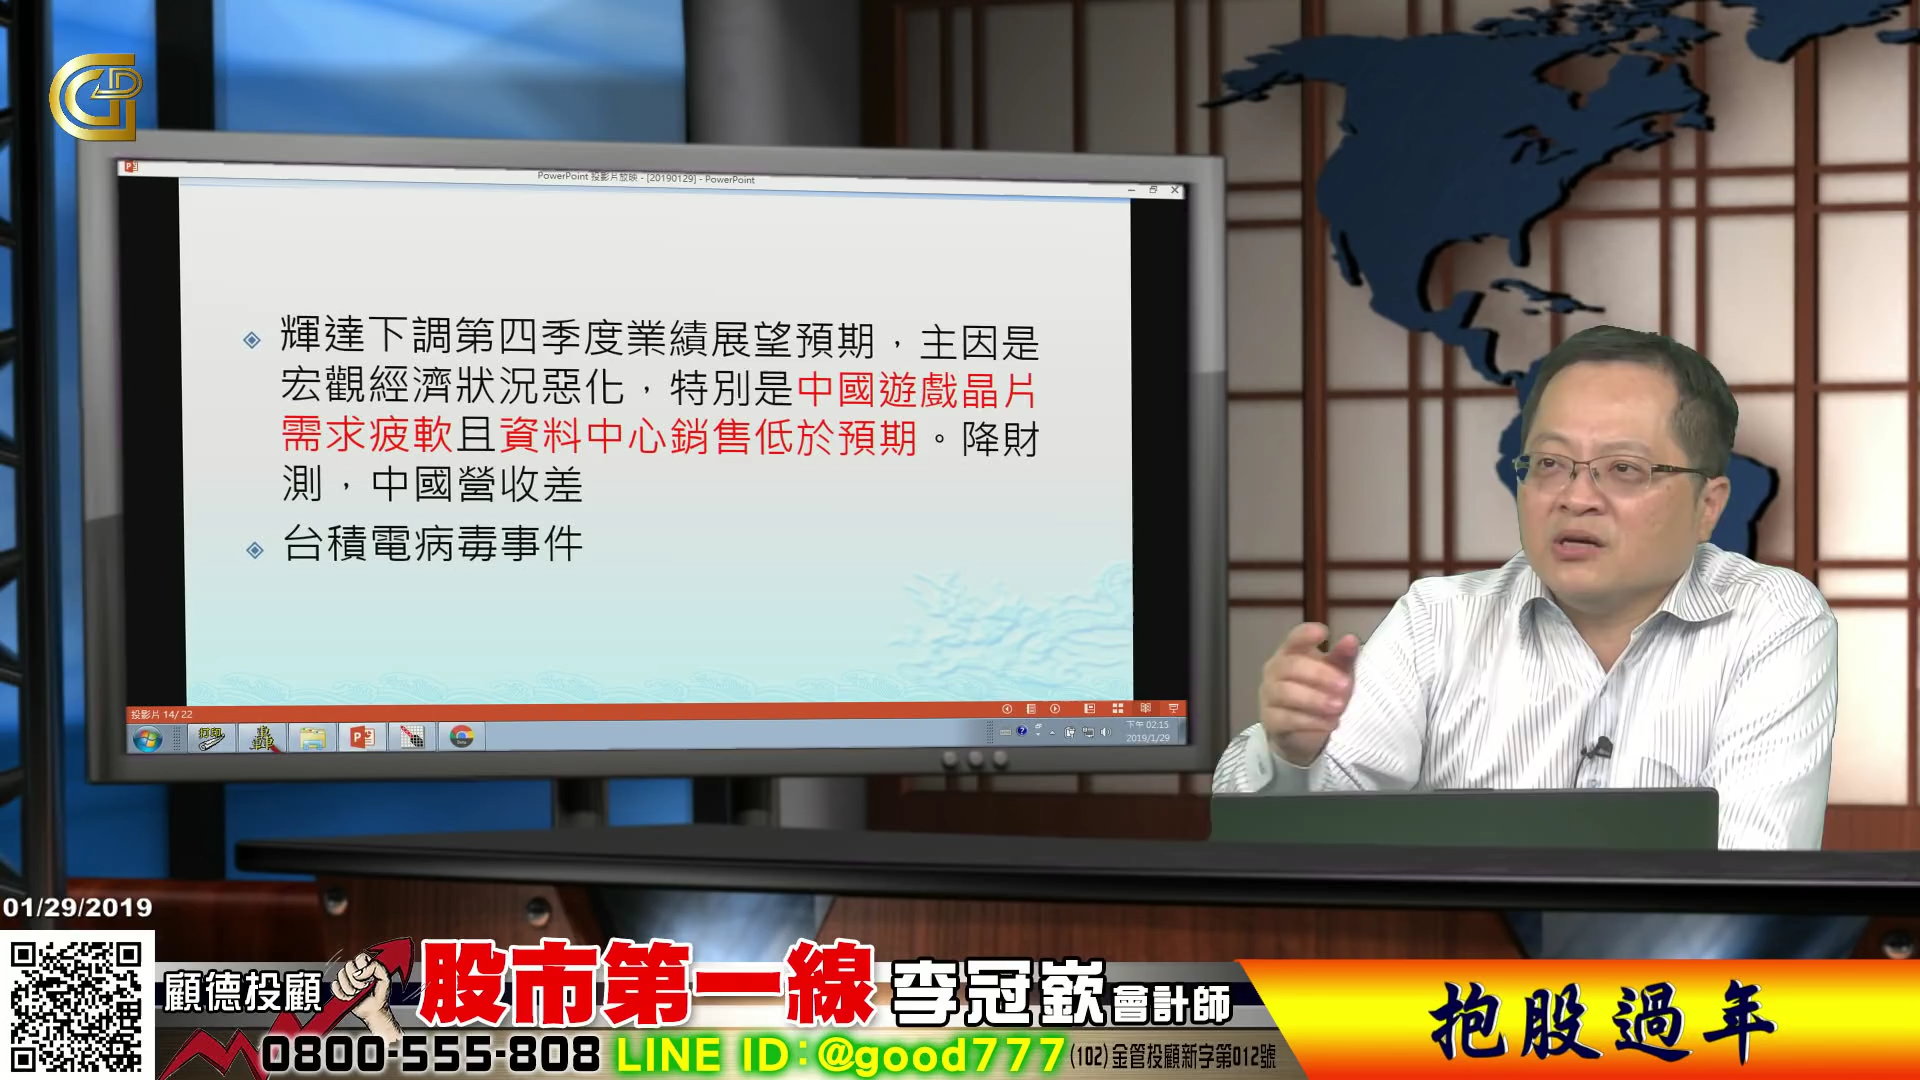 PowerPoint 投影片放映 - [20190129] - PowerPoint
輝達下調第四季度業績展望預期，主因是
宏觀經濟狀況惡化，特別是中國遊戲晶片
需求疲軟且資料中心銷售低於預期。降財
測，中國營收差
台積電病毒事件
投影片 14/ 22
下午 02:15
2019/1/29
01/29/2019
顧德投顧
股市第一線
李冠嶔會計師
抱股過年
0800-555-808
LINE ID:@good777
(102)金管投顧新字第012號